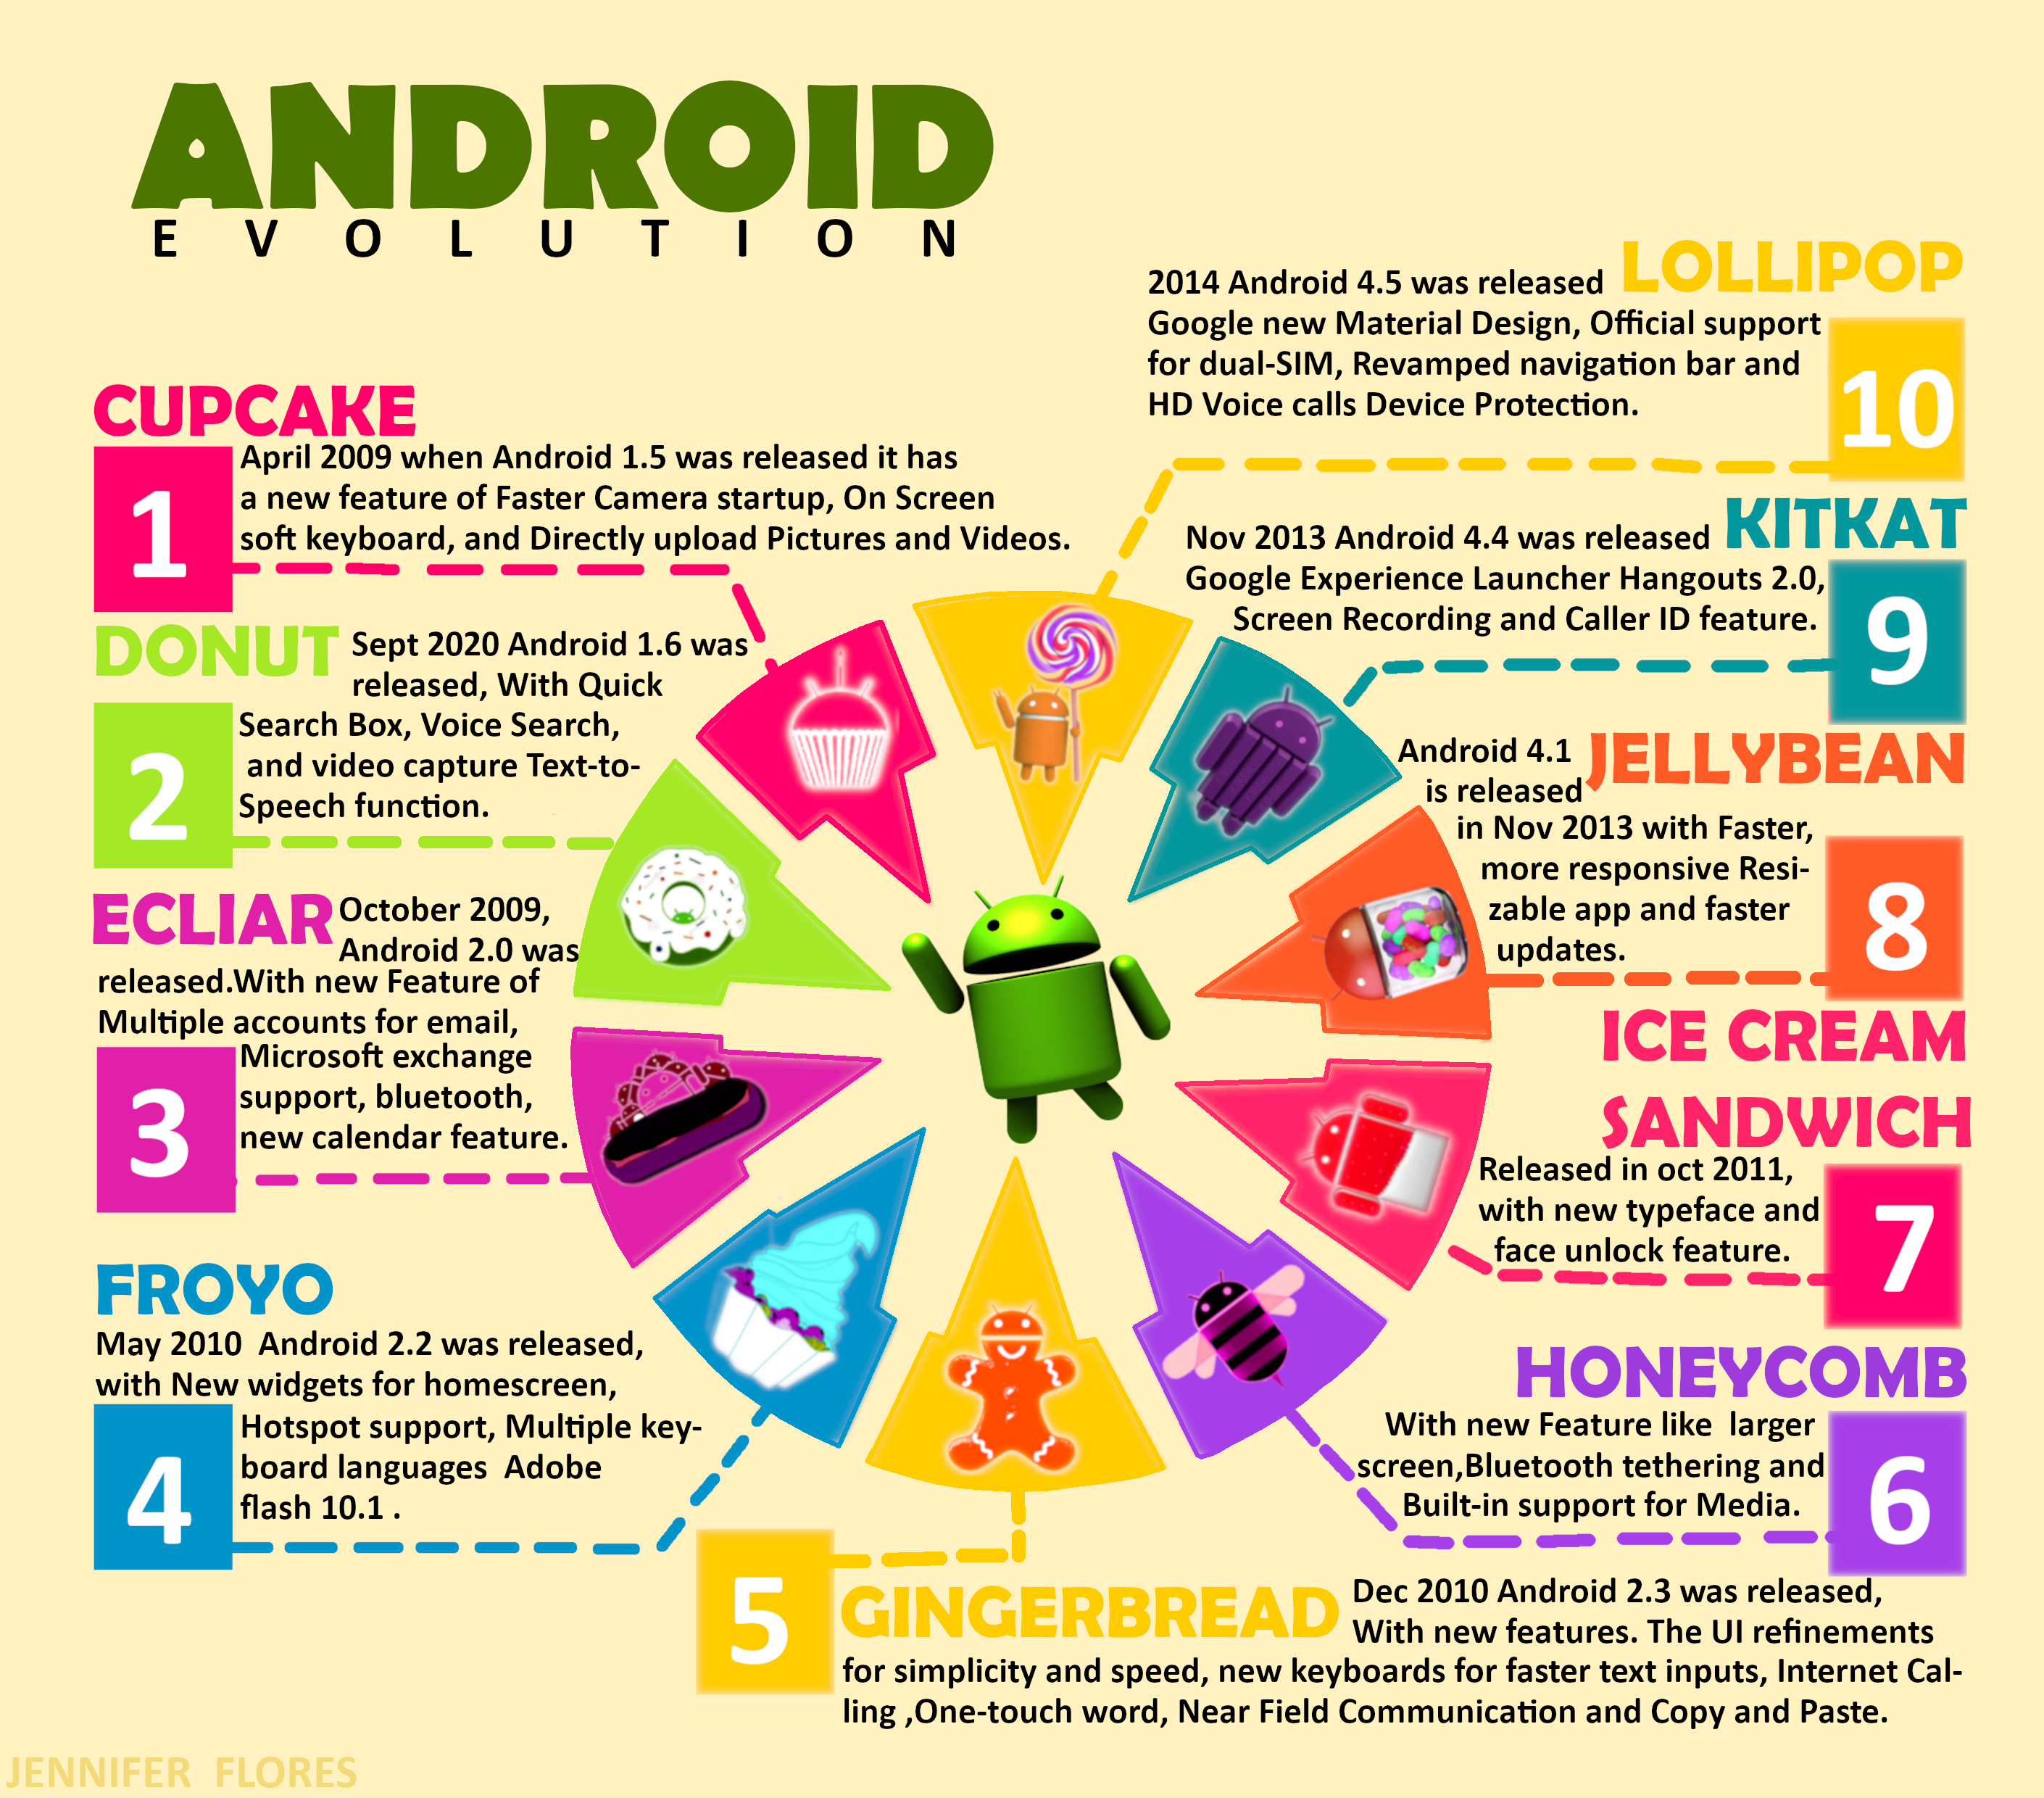 ANDROID
EVOLUTION
CUPCAKE
1
April 2009 when Android 1.5 was released it has
a new feature of Faster Camera startup, On Screen
soft keyboard, and Directly upload Pictures and Videos.
DONUT
2
Sept 2020 Android 1.6 was
released, With Quick
Search Box, Voice Search,
and video capture Text-to-
Speech function.
ECLIAR
3
October 2009,
Android 2.0 was
released.With new Feature of
Multiple accounts for email,
Microsoft exchange
support, bluetooth,
new calendar feature.
FROYO
4
May 2010  Android 2.2 was released,
with New widgets for homescreen,
Hotspot support, Multiple key-
board languages  Adobe
flash 10.1 .
5
GINGERBREAD
Dec 2010 Android 2.3 was released,
With new features. The UI refinements
for simplicity and speed, new keyboards for faster text inputs, Internet Cal-
ling ,One-touch word, Near Field Communication and Copy and Paste.
HONEYCOMB
6
With new Feature like  larger
screen,Bluetooth tethering and
Built-in support for Media.
ICE CREAM
SANDWICH
7
Released in oct 2011,
with new typeface and
face unlock feature.
JELLYBEAN
8
Android 4.1
is released
in Nov 2013 with Faster,
more responsive Resi-
zable app and faster
updates.
KITKAT
9
Nov 2013 Android 4.4 was released
Google Experience Launcher Hangouts 2.0,
Screen Recording and Caller ID feature.
LOLLIPOP
10
2014 Android 4.5 was released
Google new Material Design, Official support
for dual-SIM, Revamped navigation bar and
HD Voice calls Device Protection.
JENNIFER  FLORES